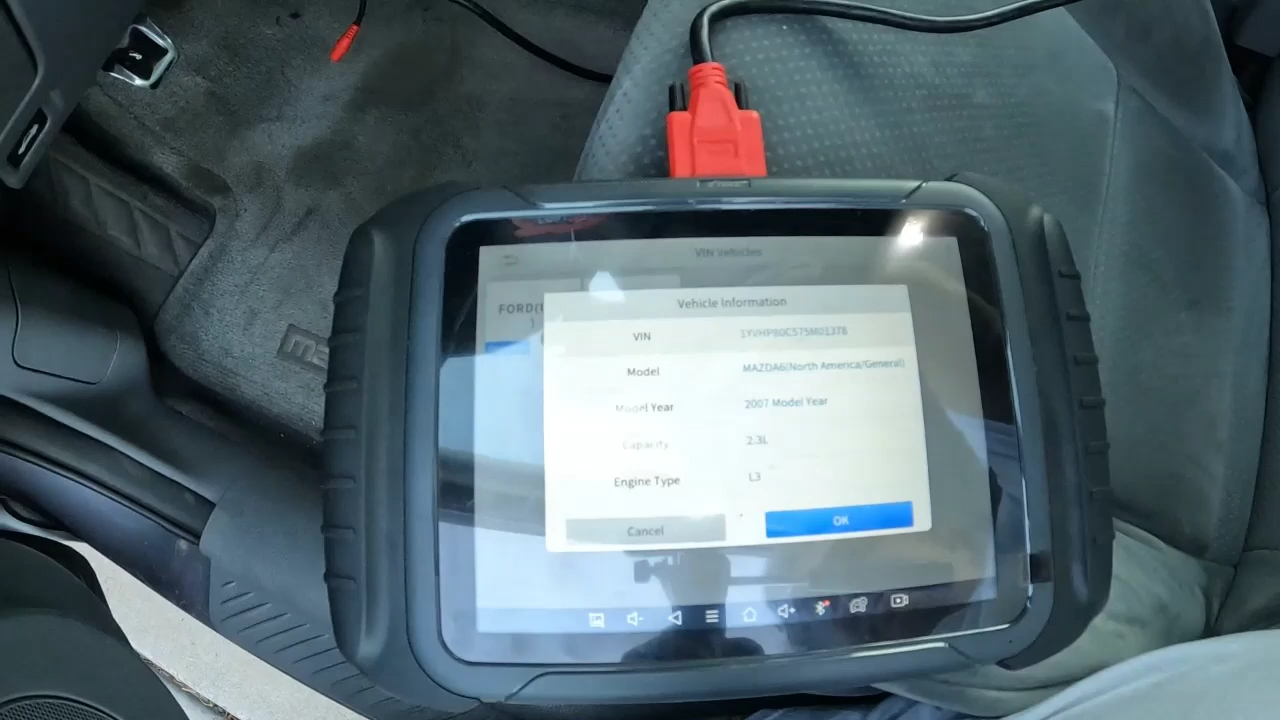 VIN Vehicles
FORD(
Vehicle Information
VIN 1YVHP80C575M01378
Model MAZDA6(North America/General)
Model Year 2007 Model Year
Capacity 2.3L
Engine Type L3
Cancel OK